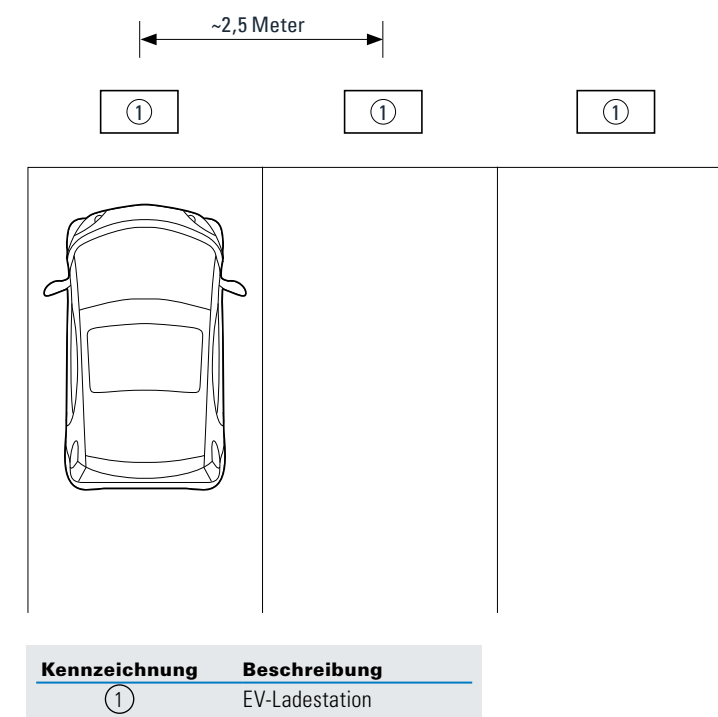 ~2,5 Meter
① ① ①
Kennzeichnung Beschreibung
① EV-Ladestation